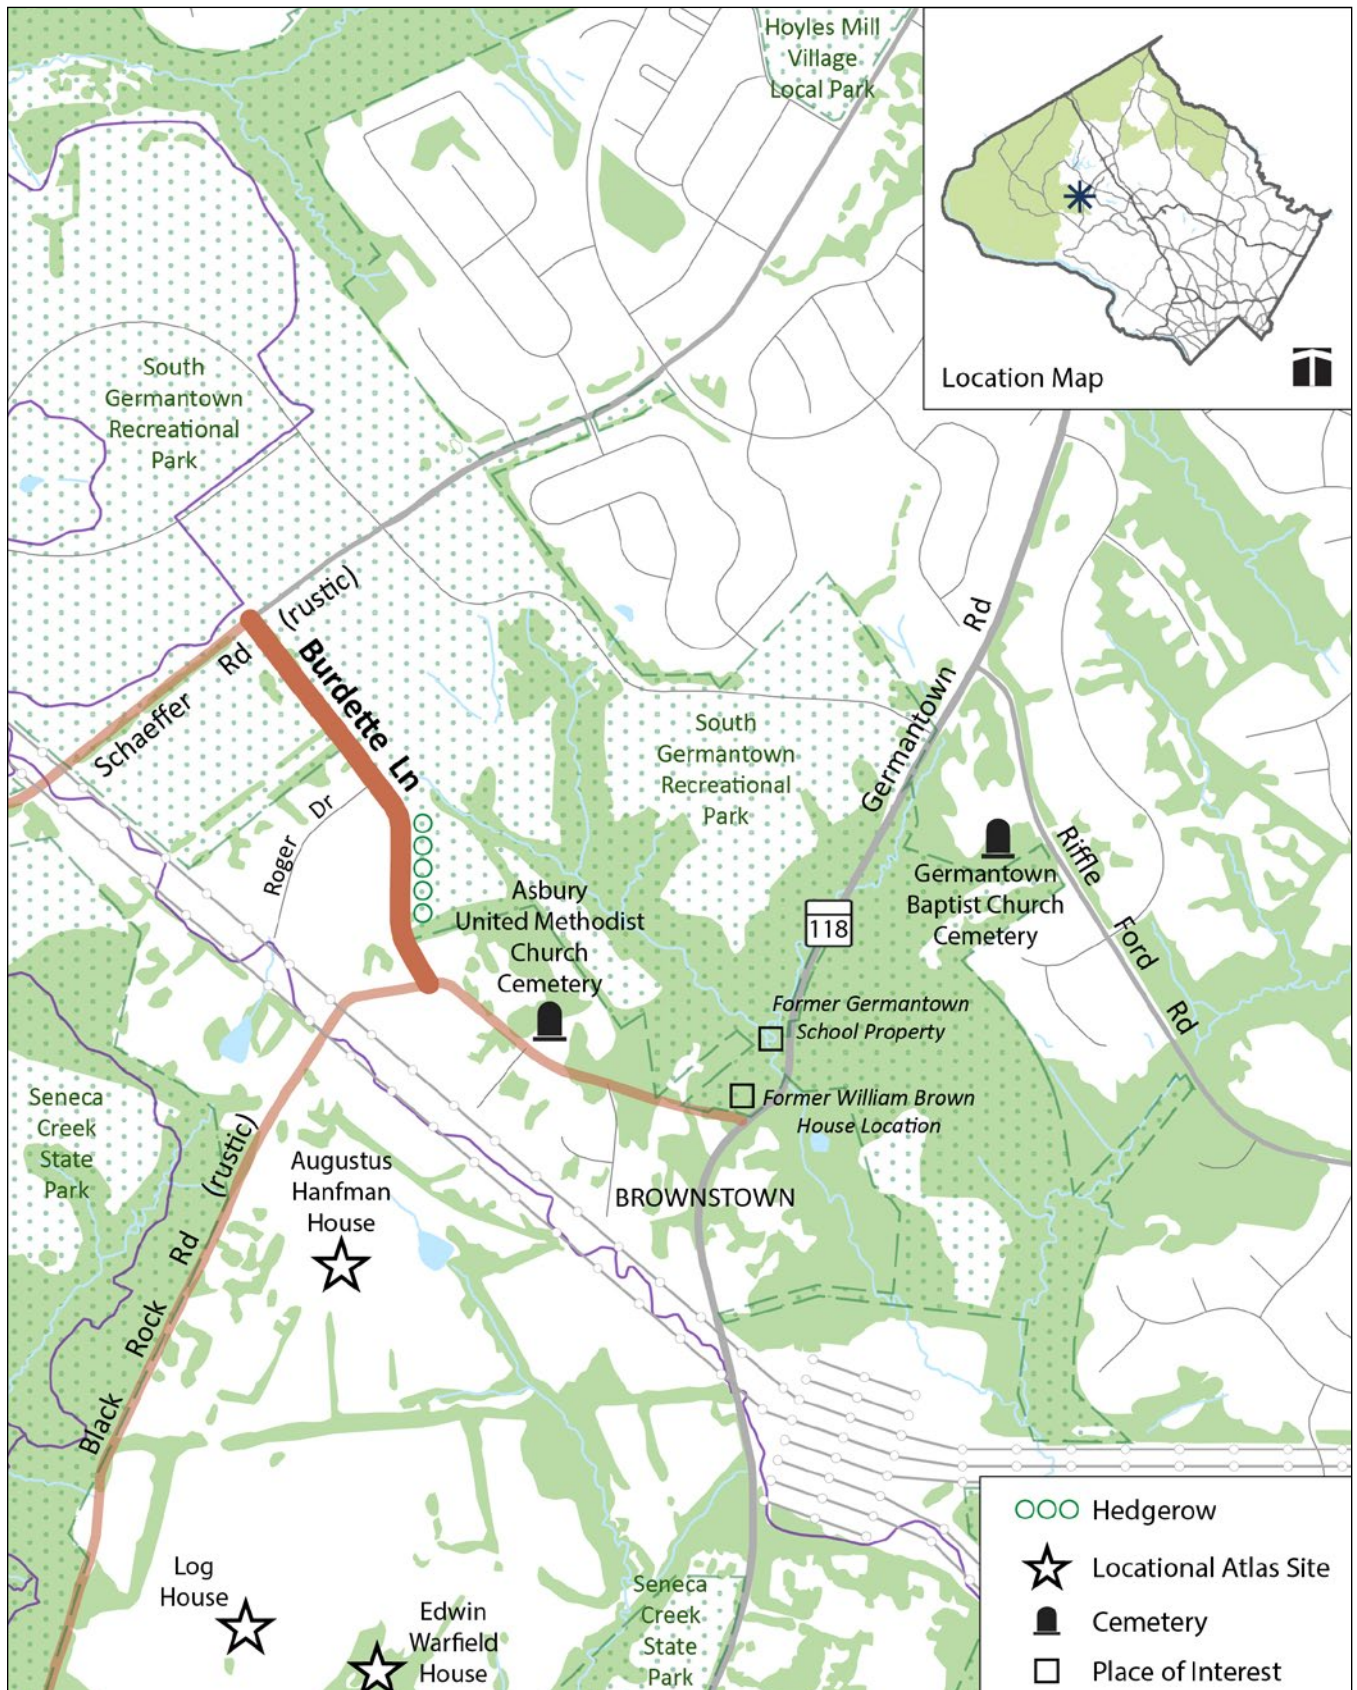 Hoyles Mill
Village
Local Park
Location Map
South
Germantown
Recreational
Park
(rustic)
Schaeffer Rd
Burdette Ln
Roger Dr
South
Germantown
Recreational
Park
Germantown Rd
118
Germantown
Baptist Church
Cemetery
Riffle Ford Rd
Asbury
United Methodist
Church
Cemetery
Former Germantown
School Property
Former William Brown
House Location
BROWNSTOWN
Seneca
Creek
State
Park
(rustic)
Black Rock Rd
Augustus
Hanfman
House
Log
House
Edwin
Warfield
House
Seneca
Creek
State
Park
Hedgerow
Locational Atlas Site
Cemetery
Place of Interest